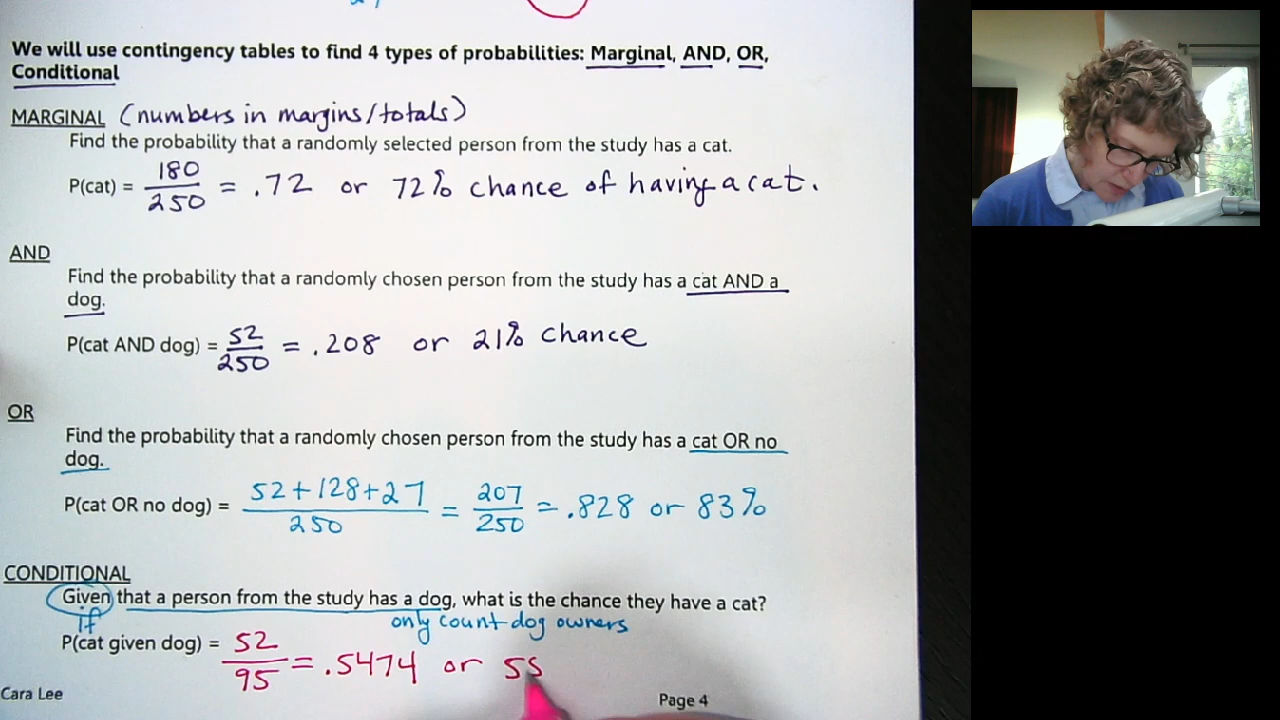 We will use contingency tables to find 4 types of probabilities: Marginal, AND, OR,
Conditional
MARGINAL (numbers in margins/totals)
Find the probability that a randomly selected person from the study has a cat.
P(cat) = 180/250 = .72 or 72% chance of having a cat.
AND
Find the probability that a randomly chosen person from the study has a cat AND a
dog.
P(cat AND dog) = 52/250 = .208 or 21% chance
OR
Find the probability that a randomly chosen person from the study has a cat OR no
dog.
P(cat OR no dog) = 52+128+27/250 = 207/250 = .828 or 83%
CONDITIONAL
Given that a person from the study has a dog, what is the chance they have a cat?
if only count dog owners
P(cat given dog) = 52/95 = .5474 or 55
Cara Lee Page 4